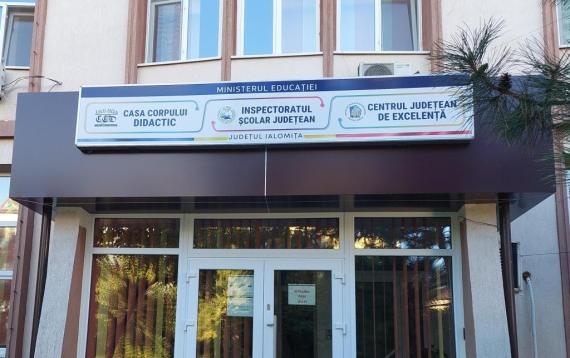 MINISTERUL EDUCAȚIEI
CASA CORPULUI
DIDACTIC
INSPECTORATUL
ȘCOLAR JUDEȚEAN
CENTRUL JUDEȚEAN
DE EXCELENȚĂ
JUDEȚUL IALOMIȚA